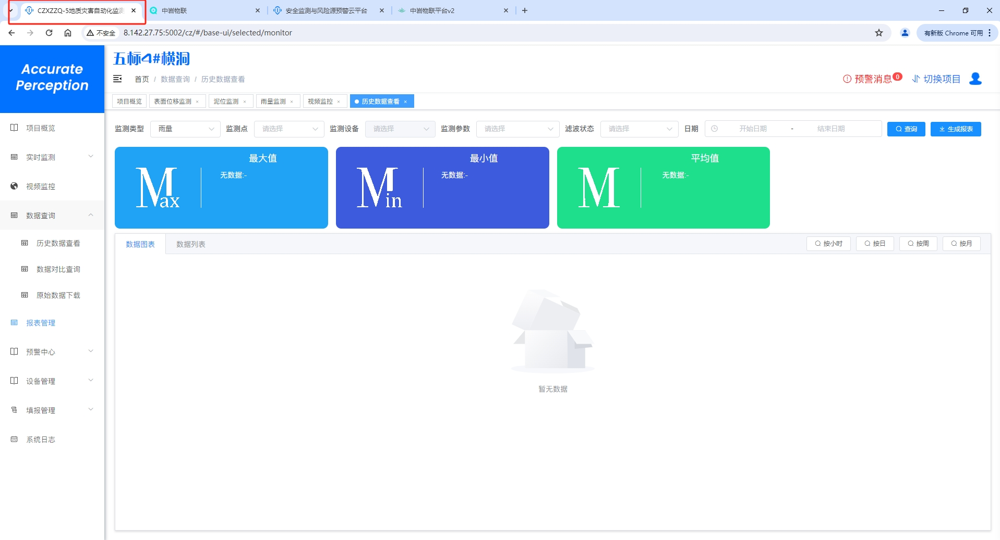 CZXZZQ-5地质灾害自动化监测
中岩物联
安全监测与风险源预警云平台
中岩物联平台v2
不安全
8.142.27.75:5002/cz/#/base-ui/selected/monitor
有新版 Chrome 可用
Accurate
Perception
五标4#横洞
首页 / 数据查询 / 历史数据查看
预警消息 0
切换项目
项目概览
表面位移监测 ×
泥位监测 ×
雨量监测 ×
视频监控 ×
历史数据查看 ×
项目概览
实时监测
视频监控
数据查询
历史数据查看
数据对比查询
原始数据下载
报表管理
预警中心
设备管理
填报管理
系统日志
监测类型 雨量
监测点 请选择
监测设备 请选择
监测参数 请选择
滤波状态 请选择
日期 开始日期 - 结束日期
查询
生成报表
Max
最大值
无数据:-
Min
最小值
无数据:-
M
平均值
无数据:-
数据图表
数据列表
按小时
按日
按周
按月
暂无数据